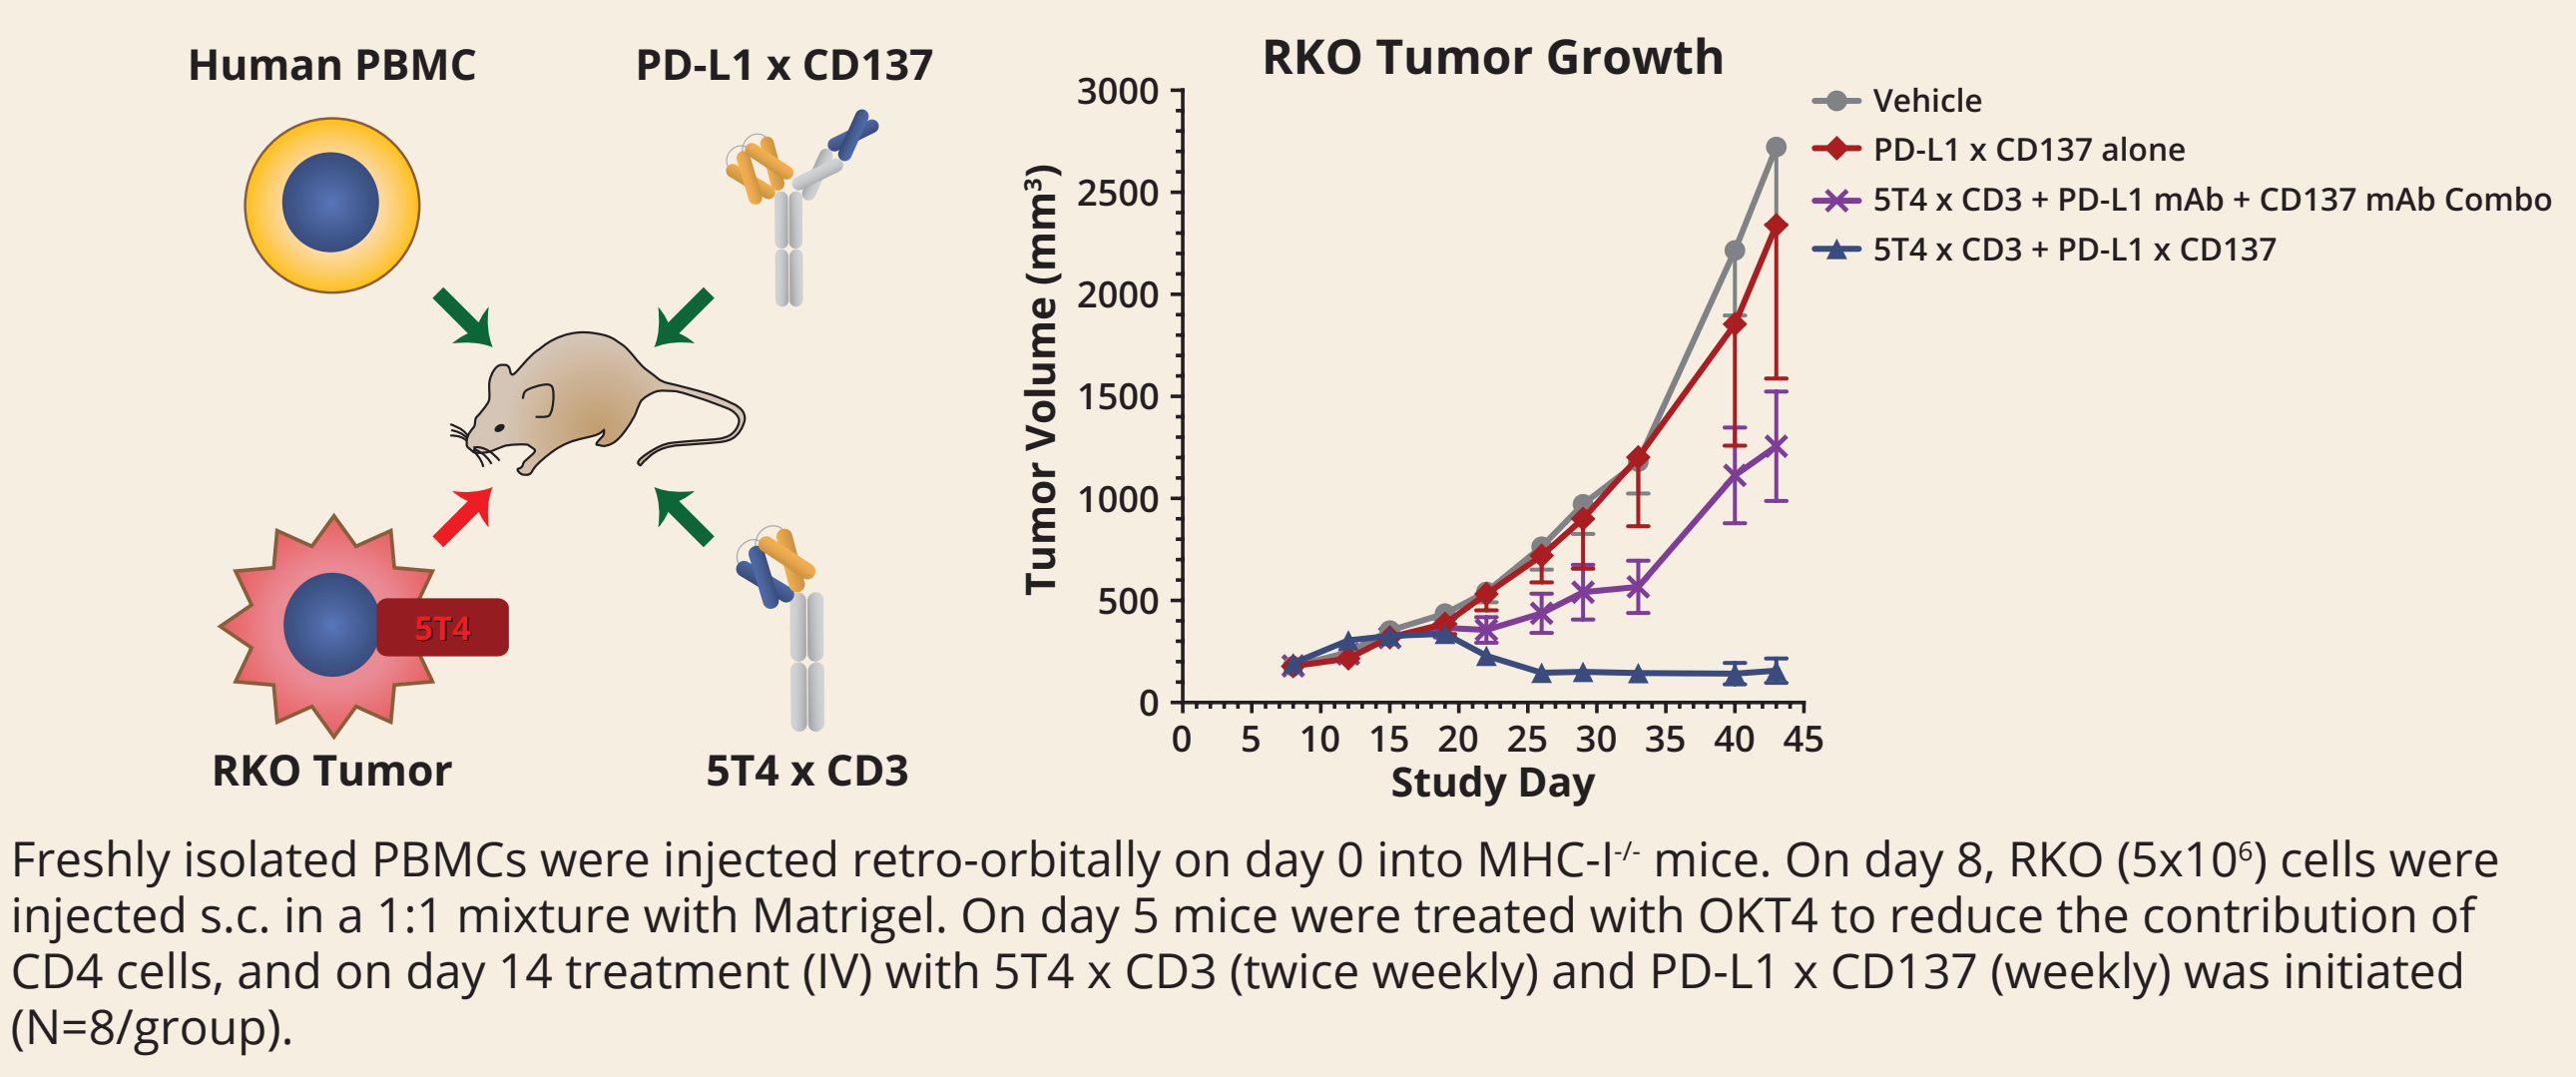 Human PBMC
PD-L1 x CD137
5T4
RKO Tumor
5T4 x CD3
RKO Tumor Growth
Tumor Volume (mm³)
3000
2500
2000
1500
1000
500
0
0 5 10 15 20 25 30 35 40 45
Study Day
Vehicle
PD-L1 x CD137 alone
5T4 x CD3 + PD-L1 mAb + CD137 mAb Combo
5T4 x CD3 + PD-L1 x CD137
Freshly isolated PBMCs were injected retro-orbitally on day 0 into MHC-I⁻/⁻ mice. On day 8, RKO (5x10⁶) cells were
injected s.c. in a 1:1 mixture with Matrigel. On day 5 mice were treated with OKT4 to reduce the contribution of
CD4 cells, and on day 14 treatment (IV) with 5T4 x CD3 (twice weekly) and PD-L1 x CD137 (weekly) was initiated
(N=8/group).